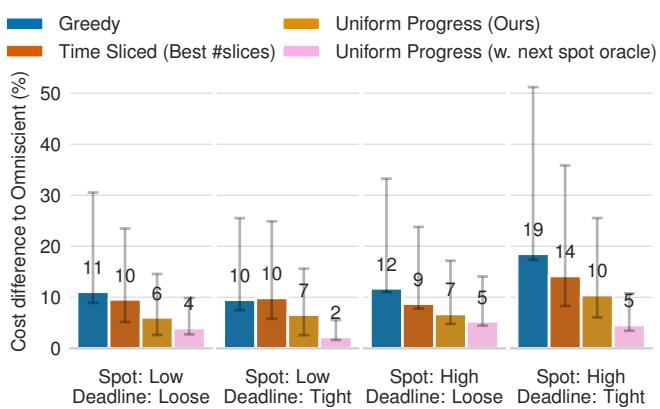 Greedy
Uniform Progress (Ours)
Time Sliced (Best #slices)
Uniform Progress (w. next spot oracle)
Cost difference to Omniscient (%)
50
40
30
20
10
0
11 10 6 4
10 10 7 2
12 9 7 5
19 14 10 5
Spot: Low
Deadline: Loose
Spot: Low
Deadline: Tight
Spot: High
Deadline: Loose
Spot: High
Deadline: Tight